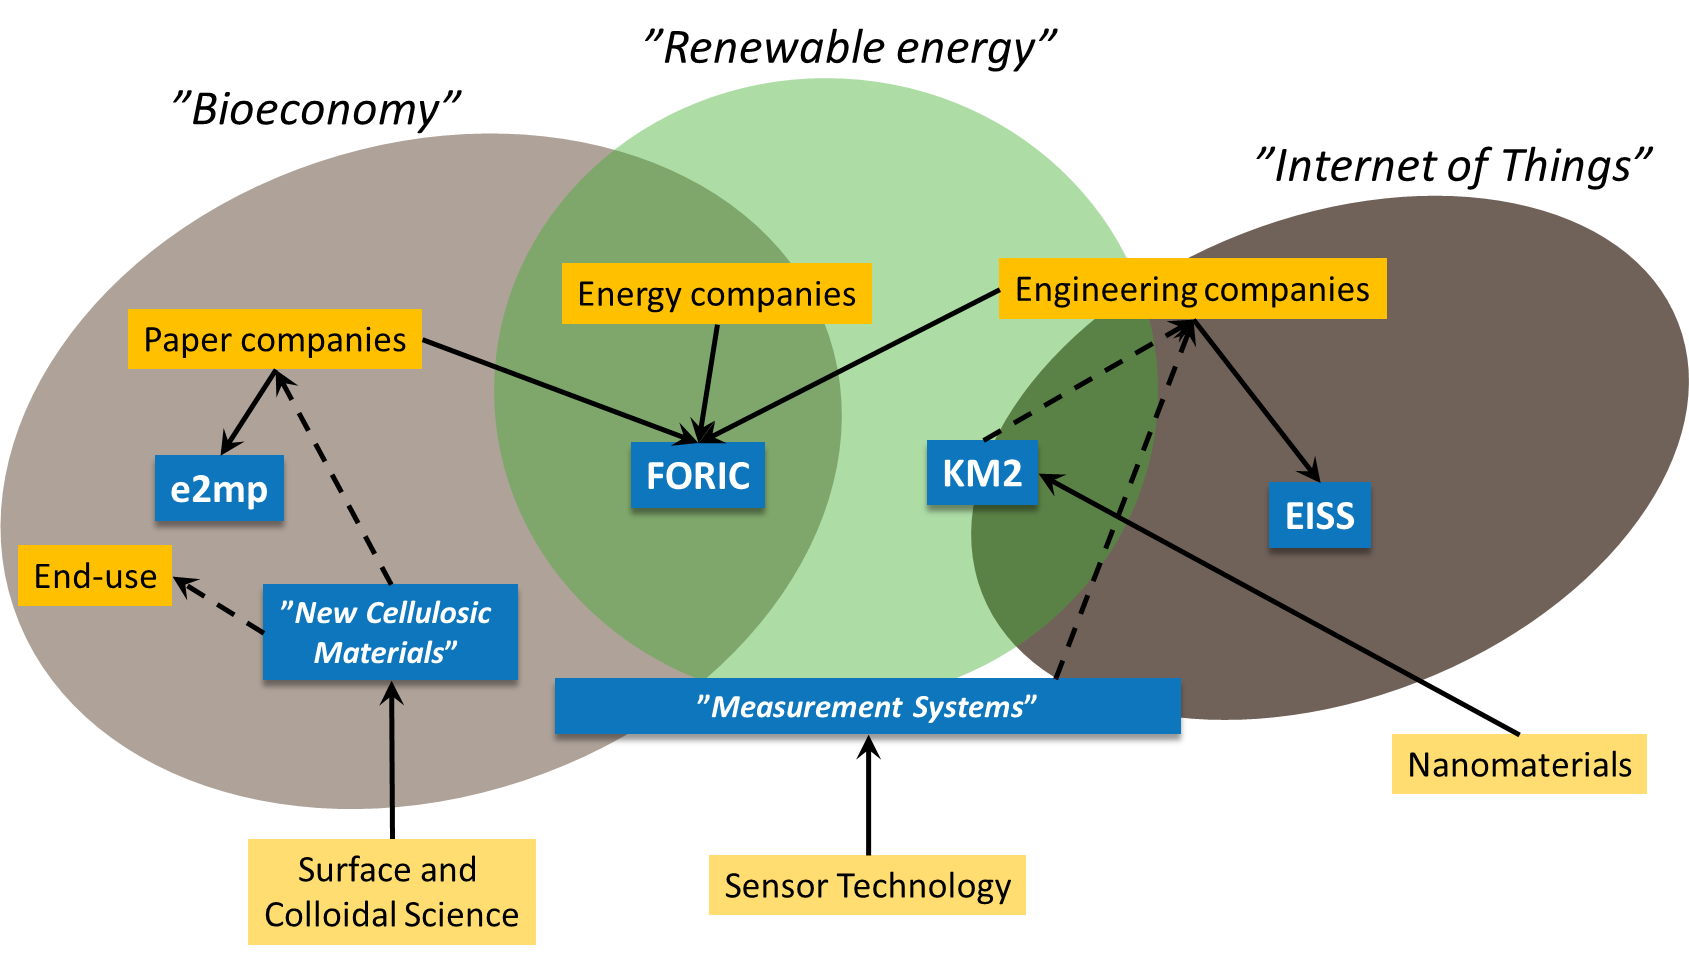 ”Renewable energy”
”Bioeconomy”
”Internet of Things”
Energy companies
Engineering companies
Paper companies
FORIC
KM2
e2mp
EISS
End-use
”New Cellulosic
Materials”
”Measurement Systems”
Nanomaterials
Surface and
Colloidal Science
Sensor Technology